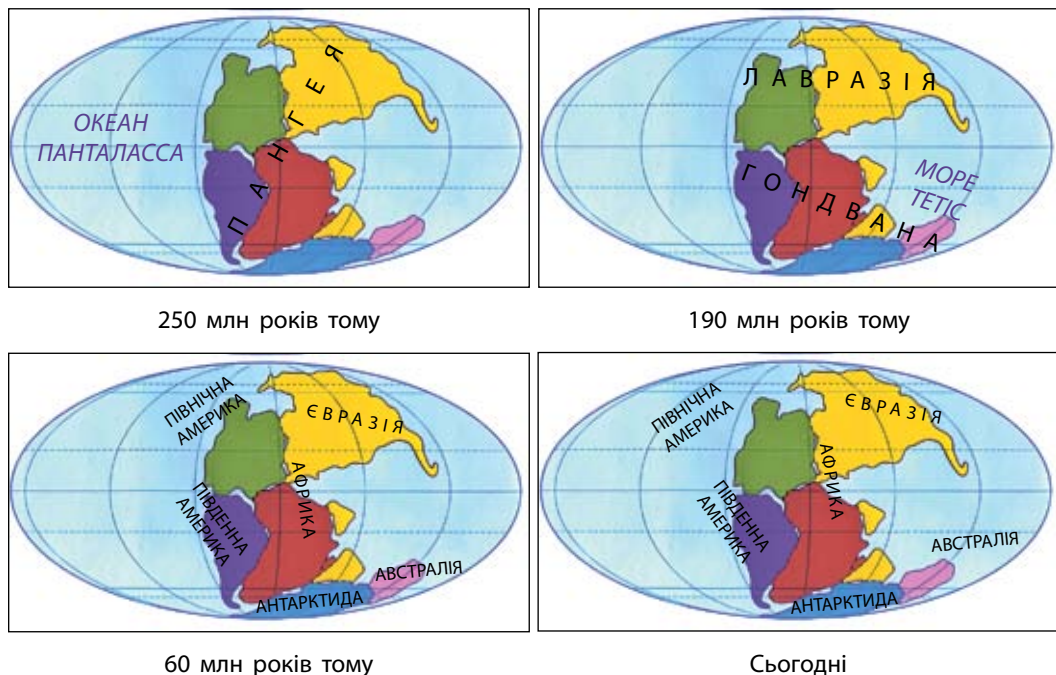 ПАНГЕЯ
ОКЕАН
ПАНТАЛАССА
250 млн років тому
ЛАВРАЗІЯ
ГОНДВАНА
МОРЕ
ТЕТІС
190 млн років тому
ПІВНІЧНА
АМЕРИКА
ЄВРАЗІЯ
АФРИКА
ПІВДЕННА
АМЕРИКА
АВСТРАЛІЯ
АНТАРКТИДА
60 млн років тому
ПІВНІЧНА
АМЕРИКА
ЄВРАЗІЯ
АФРИКА
ПІВДЕННА
АМЕРИКА
АВСТРАЛІЯ
АНТАРКТИДА
Сьогодні